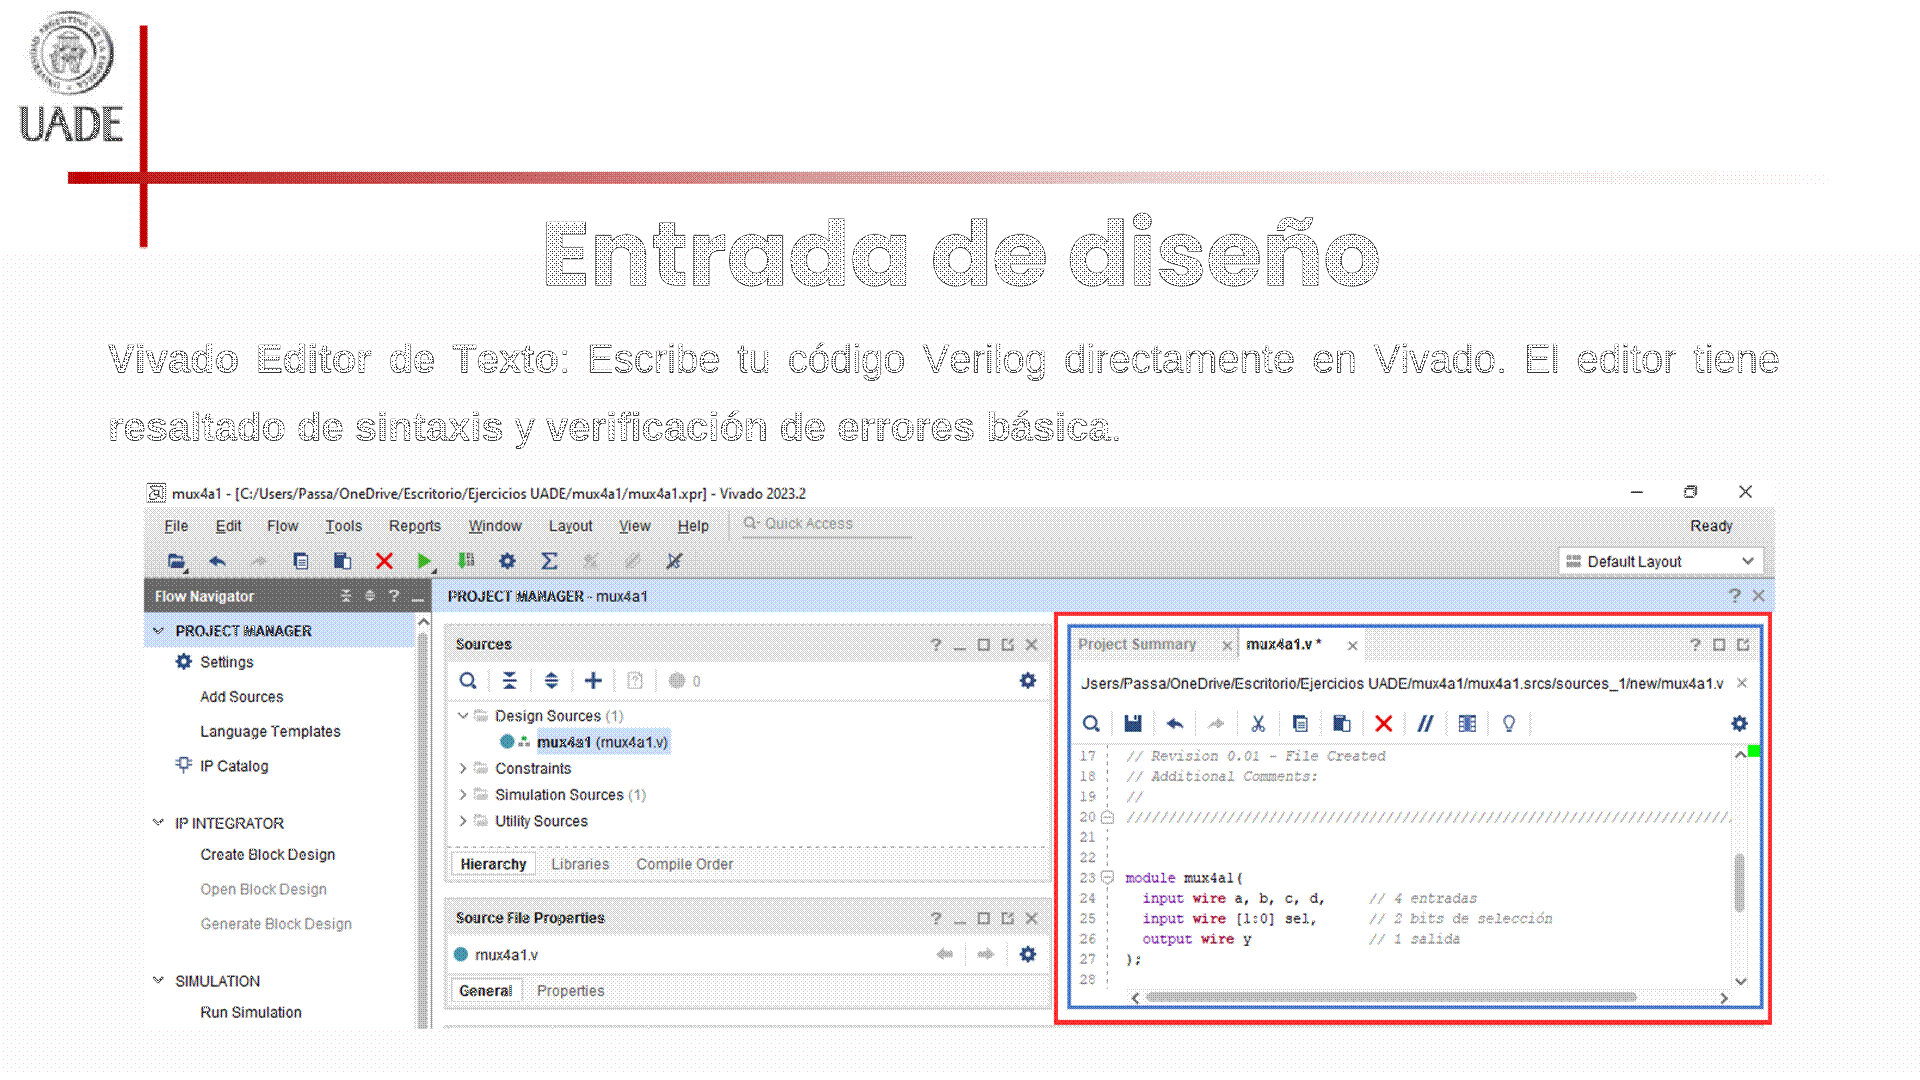 UADE
Entrada de diseño
Vivado Editor de Texto: Escribe tu código Verilog directamente en Vivado. El editor tiene
resaltado de sintaxis y verificación de errores básica.
mux4a1 - [C:/Users/Passa/OneDrive/Escritorio/Ejercicios UADE/mux4a1/mux4a1.xpr] - Vivado 2023.2
File Edit Flow Tools Reports Window Layout View Help Quick Access Ready
Default Layout
Flow Navigator
PROJECT MANAGER - mux4a1
PROJECT MANAGER
Settings
Add Sources
Language Templates
IP Catalog
IP INTEGRATOR
Create Block Design
Open Block Design
Generate Block Design
SIMULATION
Run Simulation
Sources
0
Design Sources (1)
mux4a1 (mux4a1.v)
Constraints
Simulation Sources (1)
Utility Sources
Hierarchy Libraries Compile Order
Source File Properties
mux4a1.v
General Properties
Project Summary mux4a1.v *
Users/Passa/OneDrive/Escritorio/Ejercicios UADE/mux4a1/mux4a1.srcs/sources_1/new/mux4a1.v
17 // Revision 0.01 - File Created
18 // Additional Comments:
19 //
20 ////////////////////////////////////////////////////////////////////////
21
22
23 module mux4a1(
24 input wire a, b, c, d, // 4 entradas
25 input wire [1:0] sel, // 2 bits de selección
26 output wire y // 1 salida
27 );
28